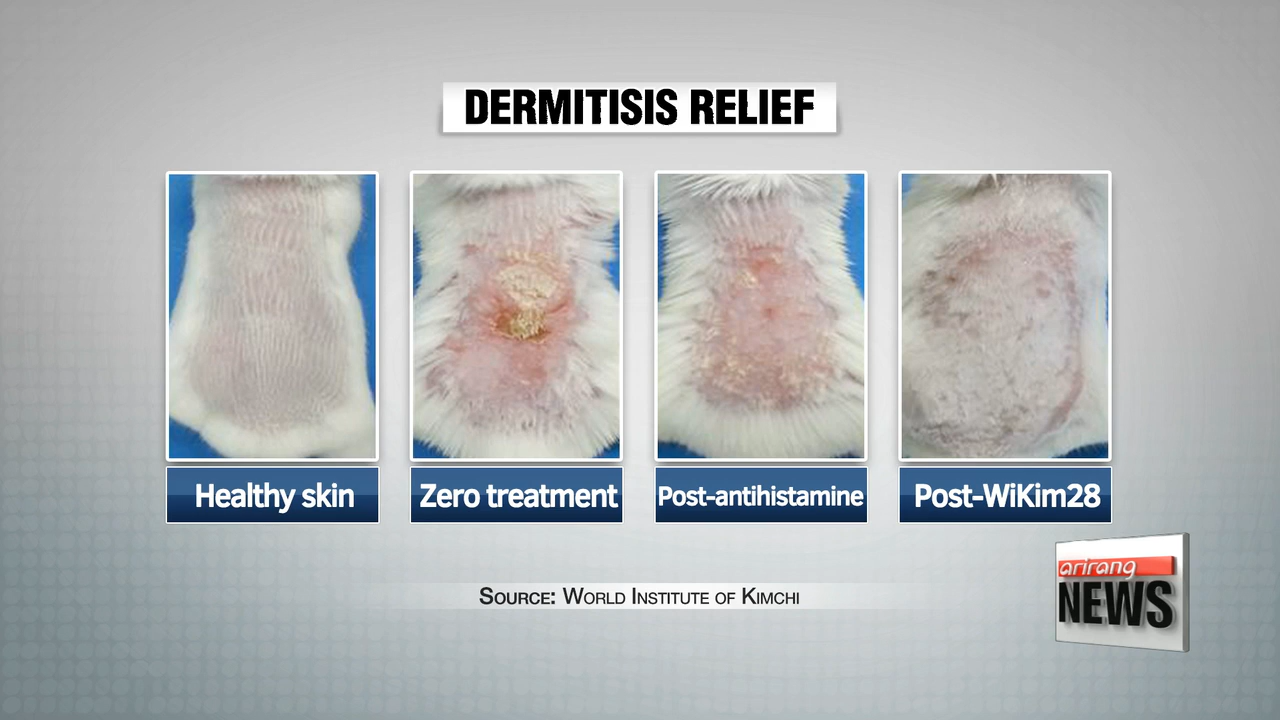 DERMITISIS RELIEF
Healthy skin
Zero treatment
Post-antihistamine
Post-WiKim28
SOURCE: WORLD INSTITUTE OF KIMCHI
arirang
NEWS